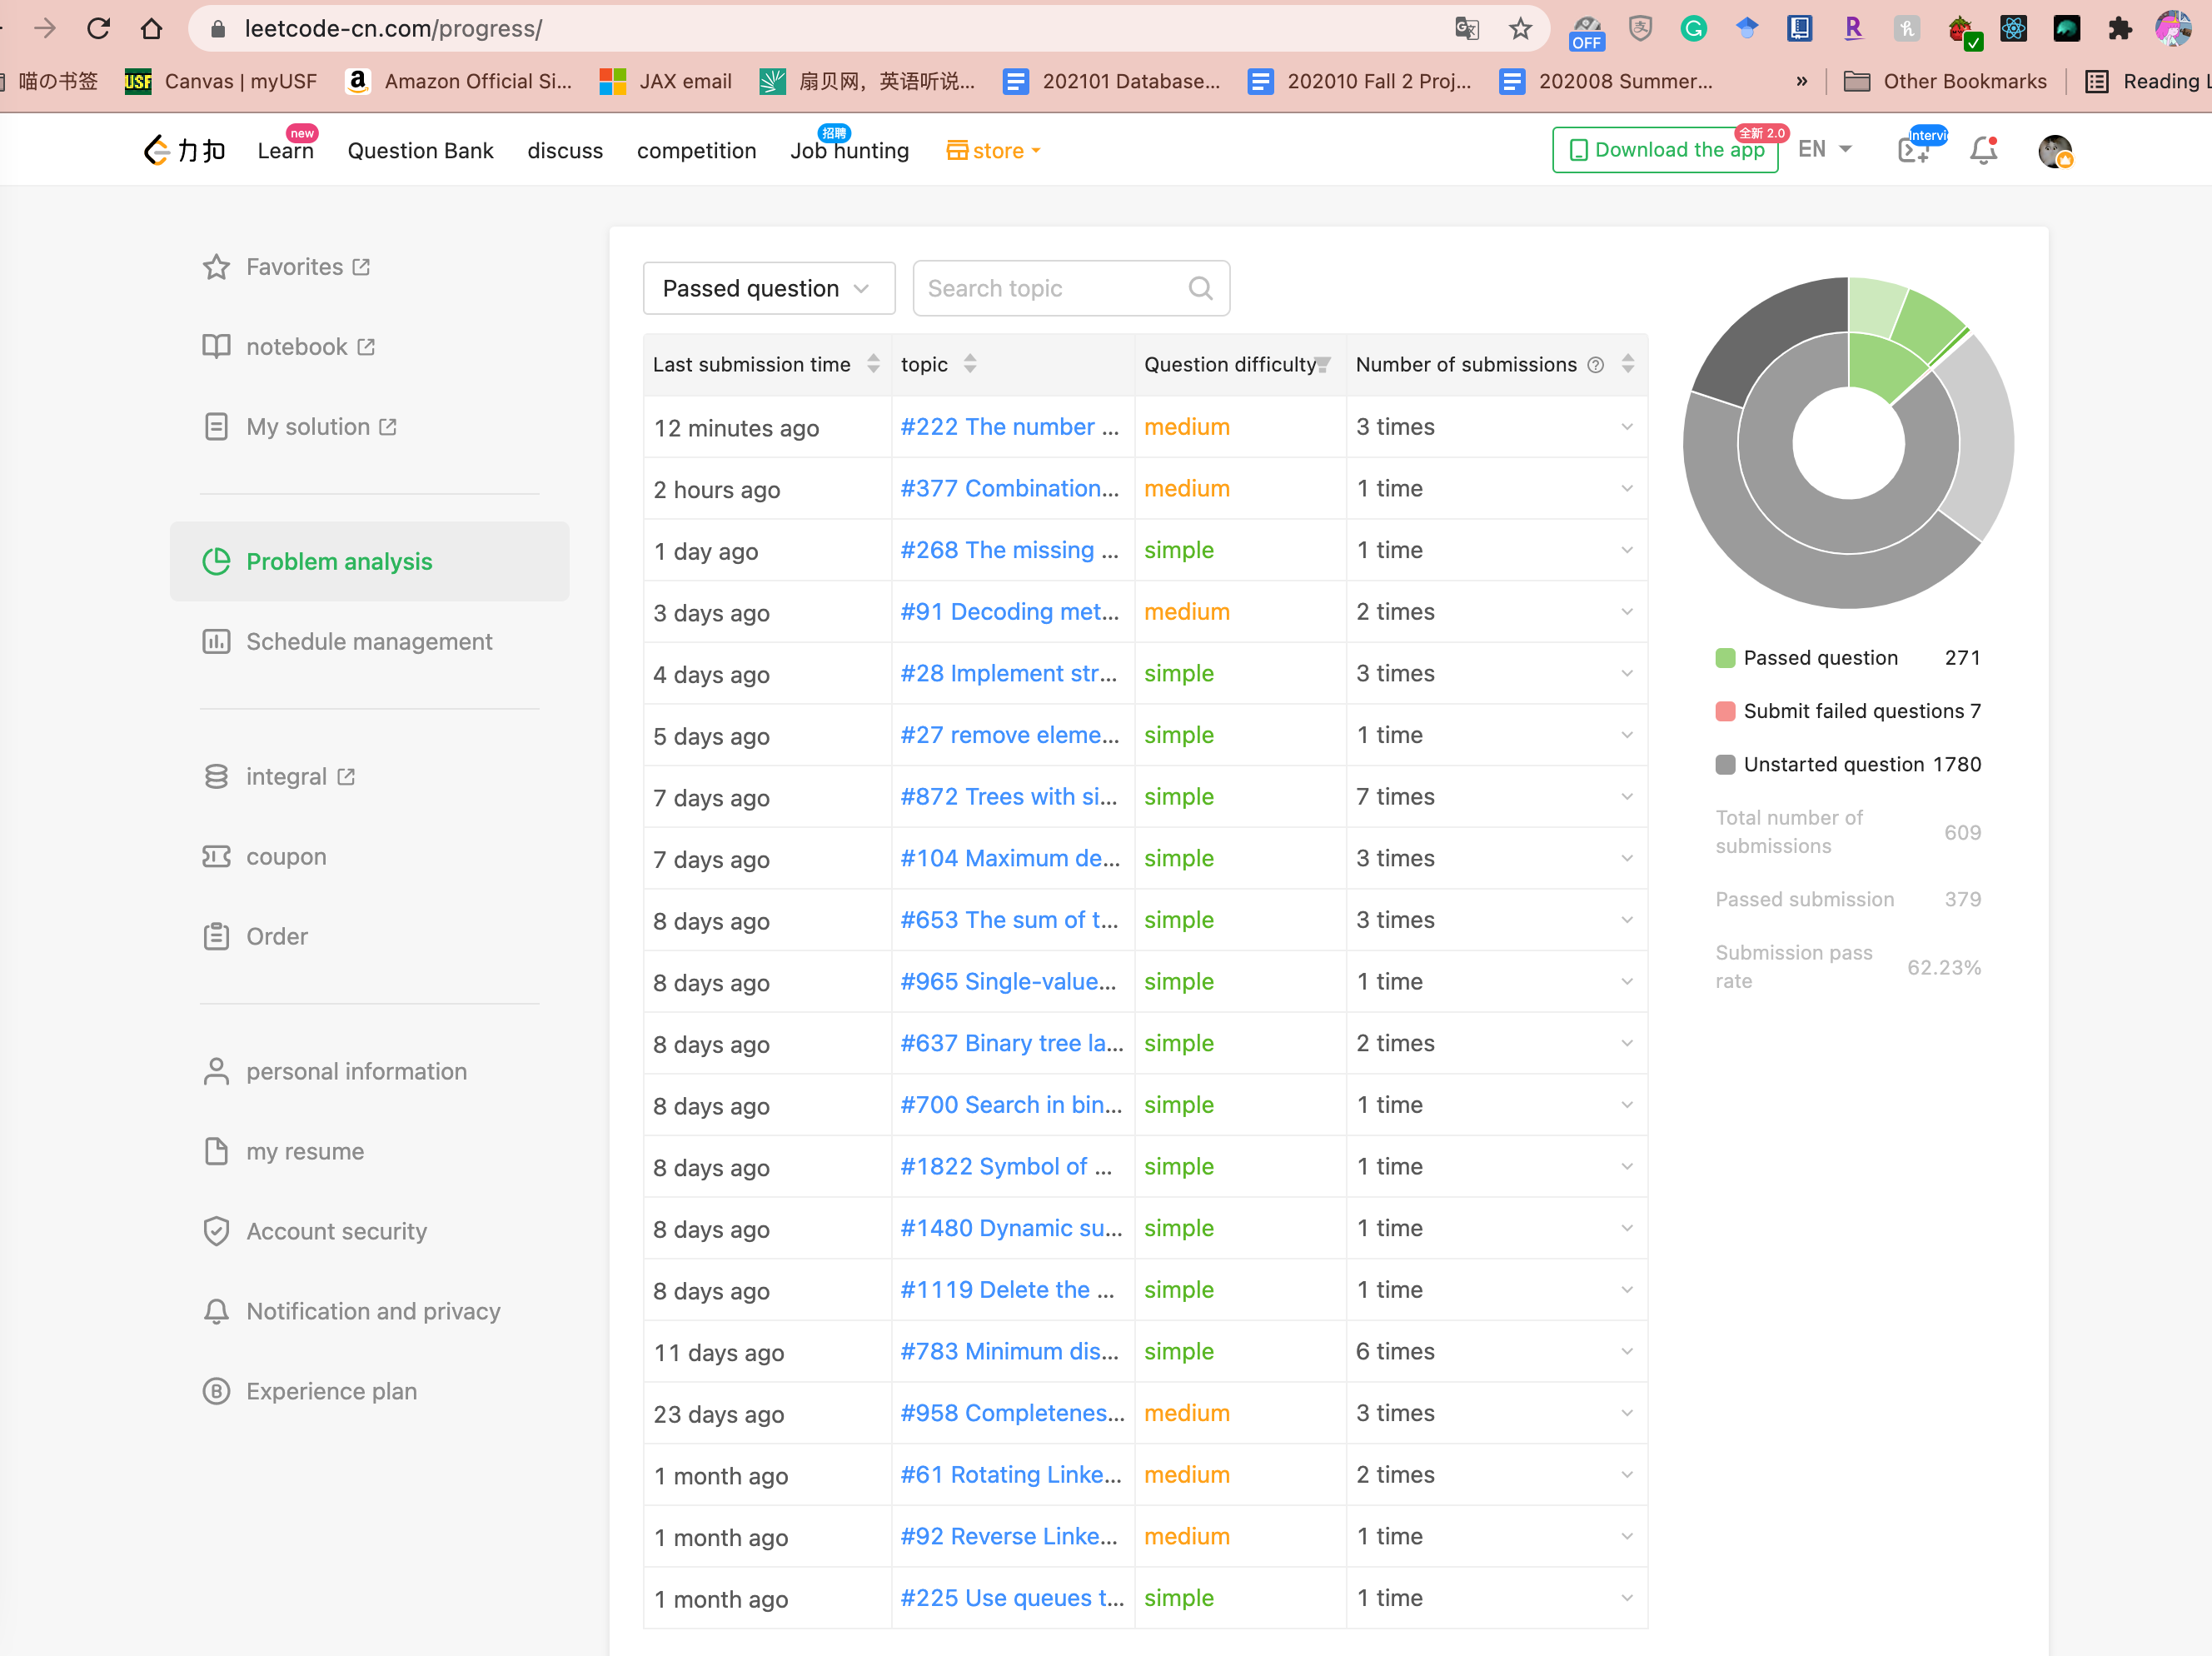 leetcode-cn.com/progress/
OFF
喵の书签
USF
Canvas | myUSF
Amazon Official Si...
JAX email
扇贝网，英语听说...
202101 Database...
202010 Fall 2 Proj...
202008 Summer...
»
Other Bookmarks
Reading L
力扣
Learn
new
Question Bank
discuss
competition
Job hunting
招聘
store
Download the app
全新 2.0
EN
Intervi
Favorites
notebook
My solution
Problem analysis
Schedule management
integral
coupon
Order
personal information
my resume
Account security
Notification and privacy
Experience plan
Passed question
Search topic
Last submission time topic Question difficulty Number of submissions
12 minutes ago #222 The number ... medium 3 times
2 hours ago #377 Combination... medium 1 time
1 day ago #268 The missing ... simple 1 time
3 days ago #91 Decoding met... medium 2 times
4 days ago #28 Implement str... simple 3 times
5 days ago #27 remove eleme... simple 1 time
7 days ago #872 Trees with si... simple 7 times
7 days ago #104 Maximum de... simple 3 times
8 days ago #653 The sum of t... simple 3 times
8 days ago #965 Single-value... simple 1 time
8 days ago #637 Binary tree la... simple 2 times
8 days ago #700 Search in bin... simple 1 time
8 days ago #1822 Symbol of ... simple 1 time
8 days ago #1480 Dynamic su... simple 1 time
8 days ago #1119 Delete the ... simple 1 time
11 days ago #783 Minimum dis... simple 6 times
23 days ago #958 Completenes... medium 3 times
1 month ago #61 Rotating Linke... medium 2 times
1 month ago #92 Reverse Linke... medium 1 time
1 month ago #225 Use queues t... simple 1 time
Passed question 271
Submit failed questions 7
Unstarted question 1780
Total number of
submissions 609
Passed submission 379
Submission pass
rate 62.23%